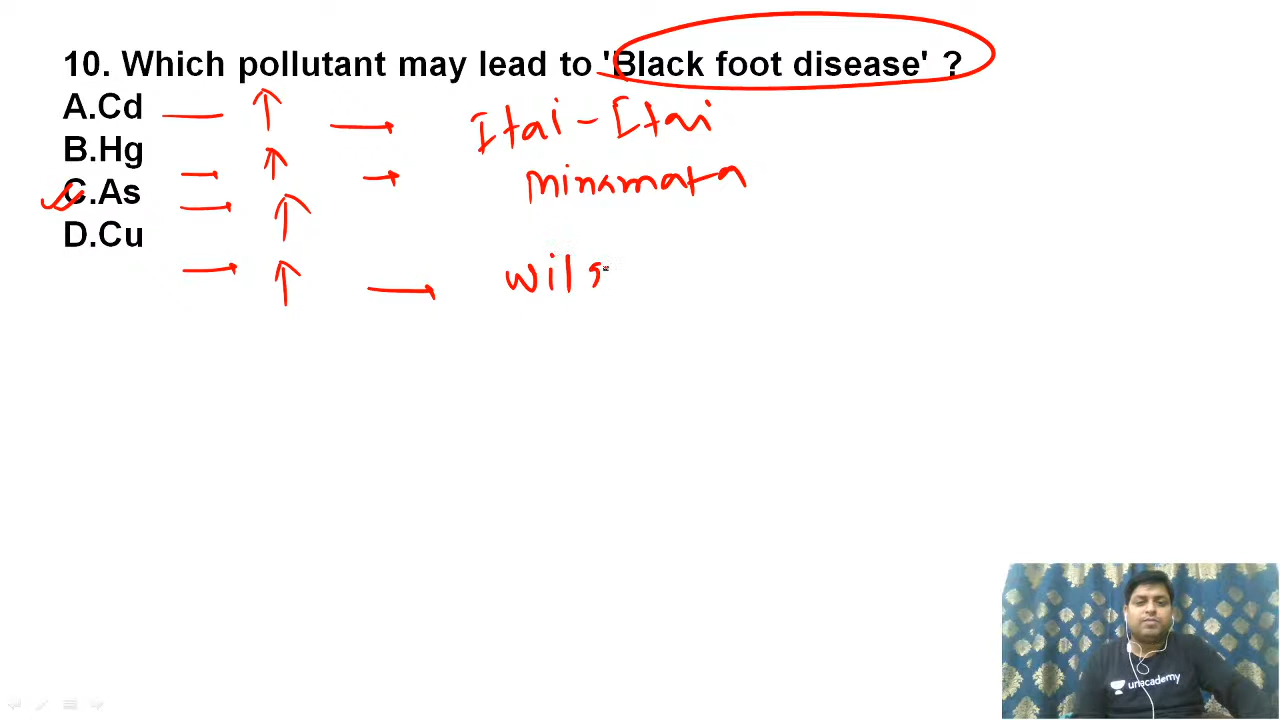 10. Which pollutant may lead to 'Black foot disease' ?
A.Cd Itai-Itai
B.Hg minamata
C.As
D.Cu
wils
unacademy